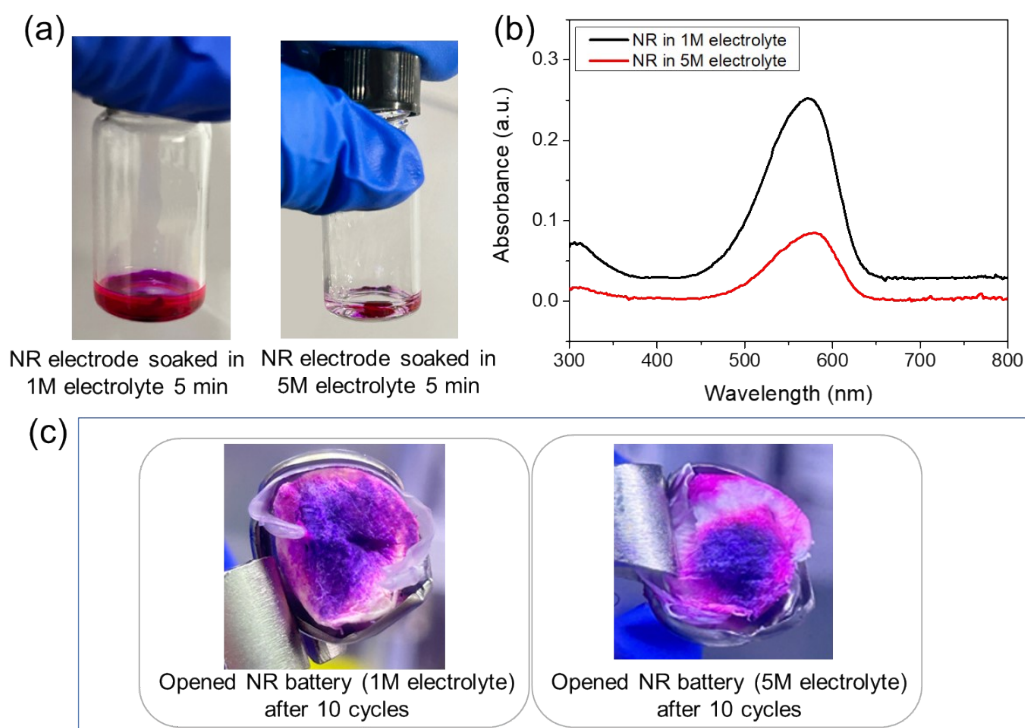 (a)
NR electrode soaked in
1M electrolyte 5 min
NR electrode soaked in
5M electrolyte 5 min
(b)
NR in 1M electrolyte
NR in 5M electrolyte
Absorbance (a.u.)
0.3
0.2
0.1
0.0
300
400
500
600
700
800
Wavelength (nm)
(c)
Opened NR battery (1M electrolyte)
after 10 cycles
Opened NR battery (5M electrolyte)
after 10 cycles